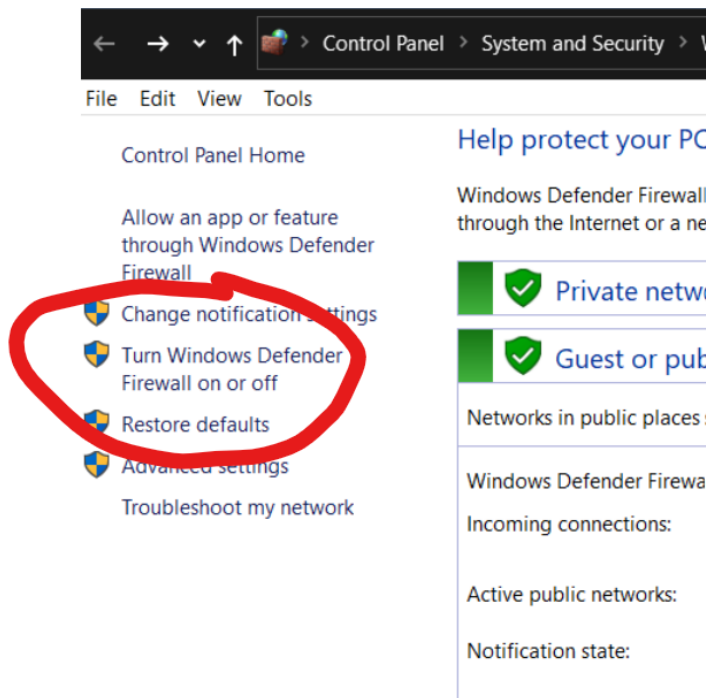 Control Panel > System and Security >
File Edit View Tools
Control Panel Home
Allow an app or feature
through Windows Defender
Firewall
Change notification settings
Turn Windows Defender
Firewall on or off
Restore defaults
Advanced settings
Troubleshoot my network
Help protect your PC
Windows Defender Firewall
through the Internet or a ne
Private netwo
Guest or pub
Networks in public places s
Windows Defender Firewa
Incoming connections:
Active public networks:
Notification state: